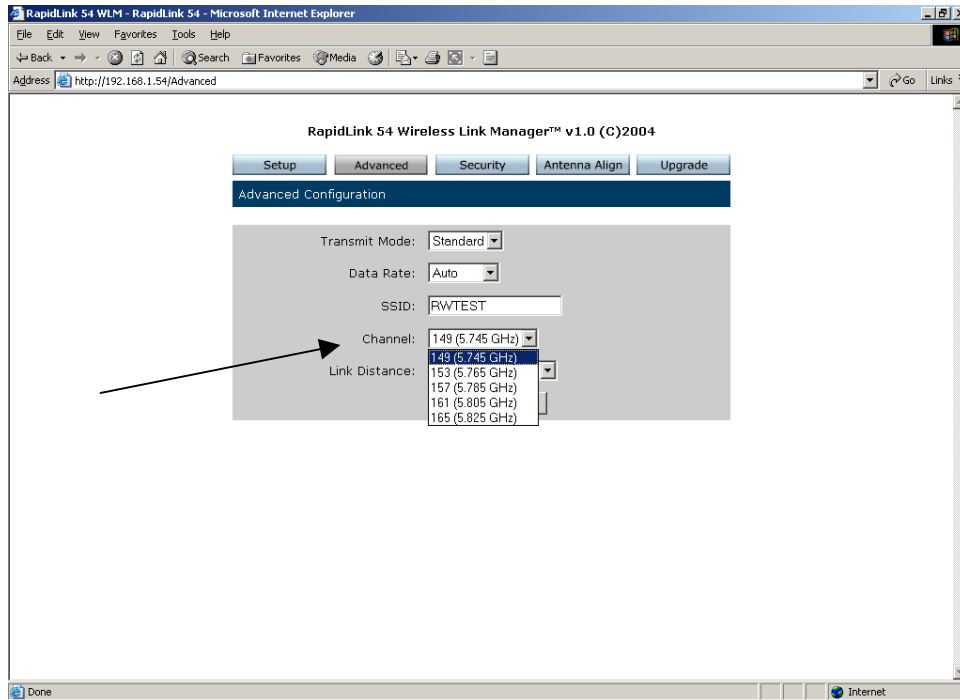 RapidLink 54 WLM - RapidLink 54 - Microsoft Internet Explorer
File Edit View Favorites Tools Help
Back Search Favorites Media
Address http://192.168.1.54/Advanced Go Links
RapidLink 54 Wireless Link Manager™ v1.0 (C)2004
Setup Advanced Security Antenna Align Upgrade
Advanced Configuration
Transmit Mode: Standard
Data Rate: Auto
SSID: RWTEST
Channel: 149 (5.745 GHz)
149 (5.745 GHz)
Link Distance: 153 (5.765 GHz)
157 (5.785 GHz)
161 (5.805 GHz)
165 (5.825 GHz)
Done Internet